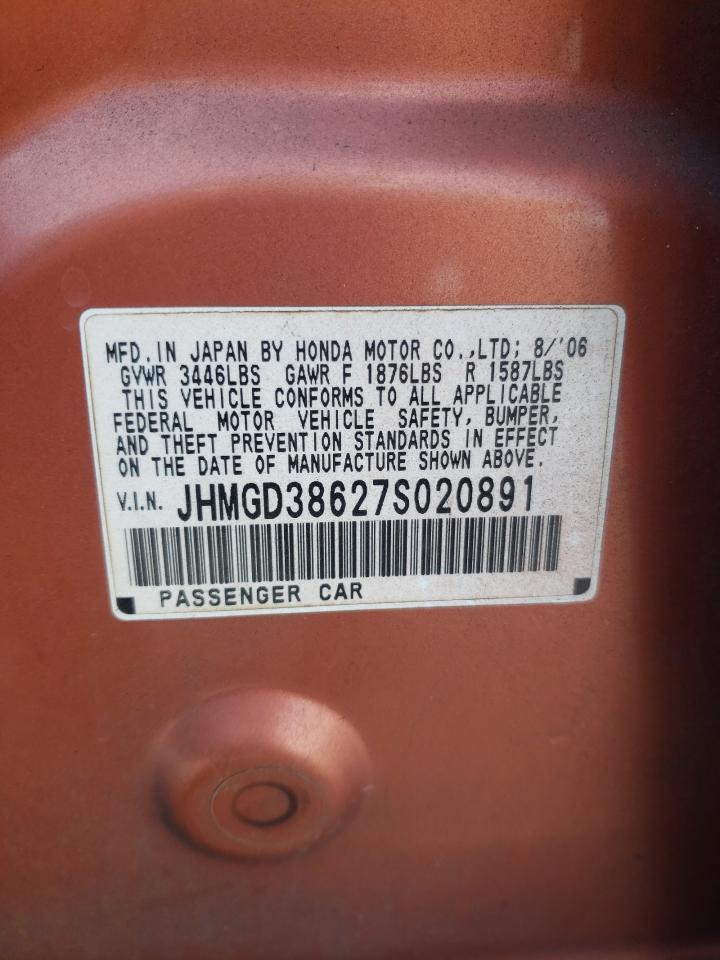 MFD. IN JAPAN BY HONDA MOTOR CO.,LTD; 8/'06
GVWR 3446LBS GAWR F 1876LBS R 1587LBS
THIS VEHICLE CONFORMS TO ALL APPLICABLE
FEDERAL MOTOR VEHICLE SAFETY, BUMPER,
AND THEFT PREVENTION STANDARDS IN EFFECT
ON THE DATE OF MANUFACTURE SHOWN ABOVE.
V.I.N. JHMGD38627S020891
PASSENGER CAR